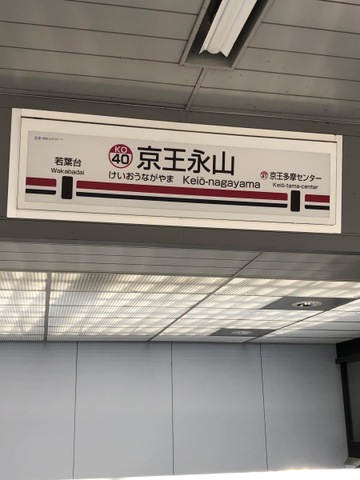 KO
40
京王永山
けいおうながやま Keiō-nagayama
若葉台
Wakabadai
京王多摩センター
Keiō-tama-center